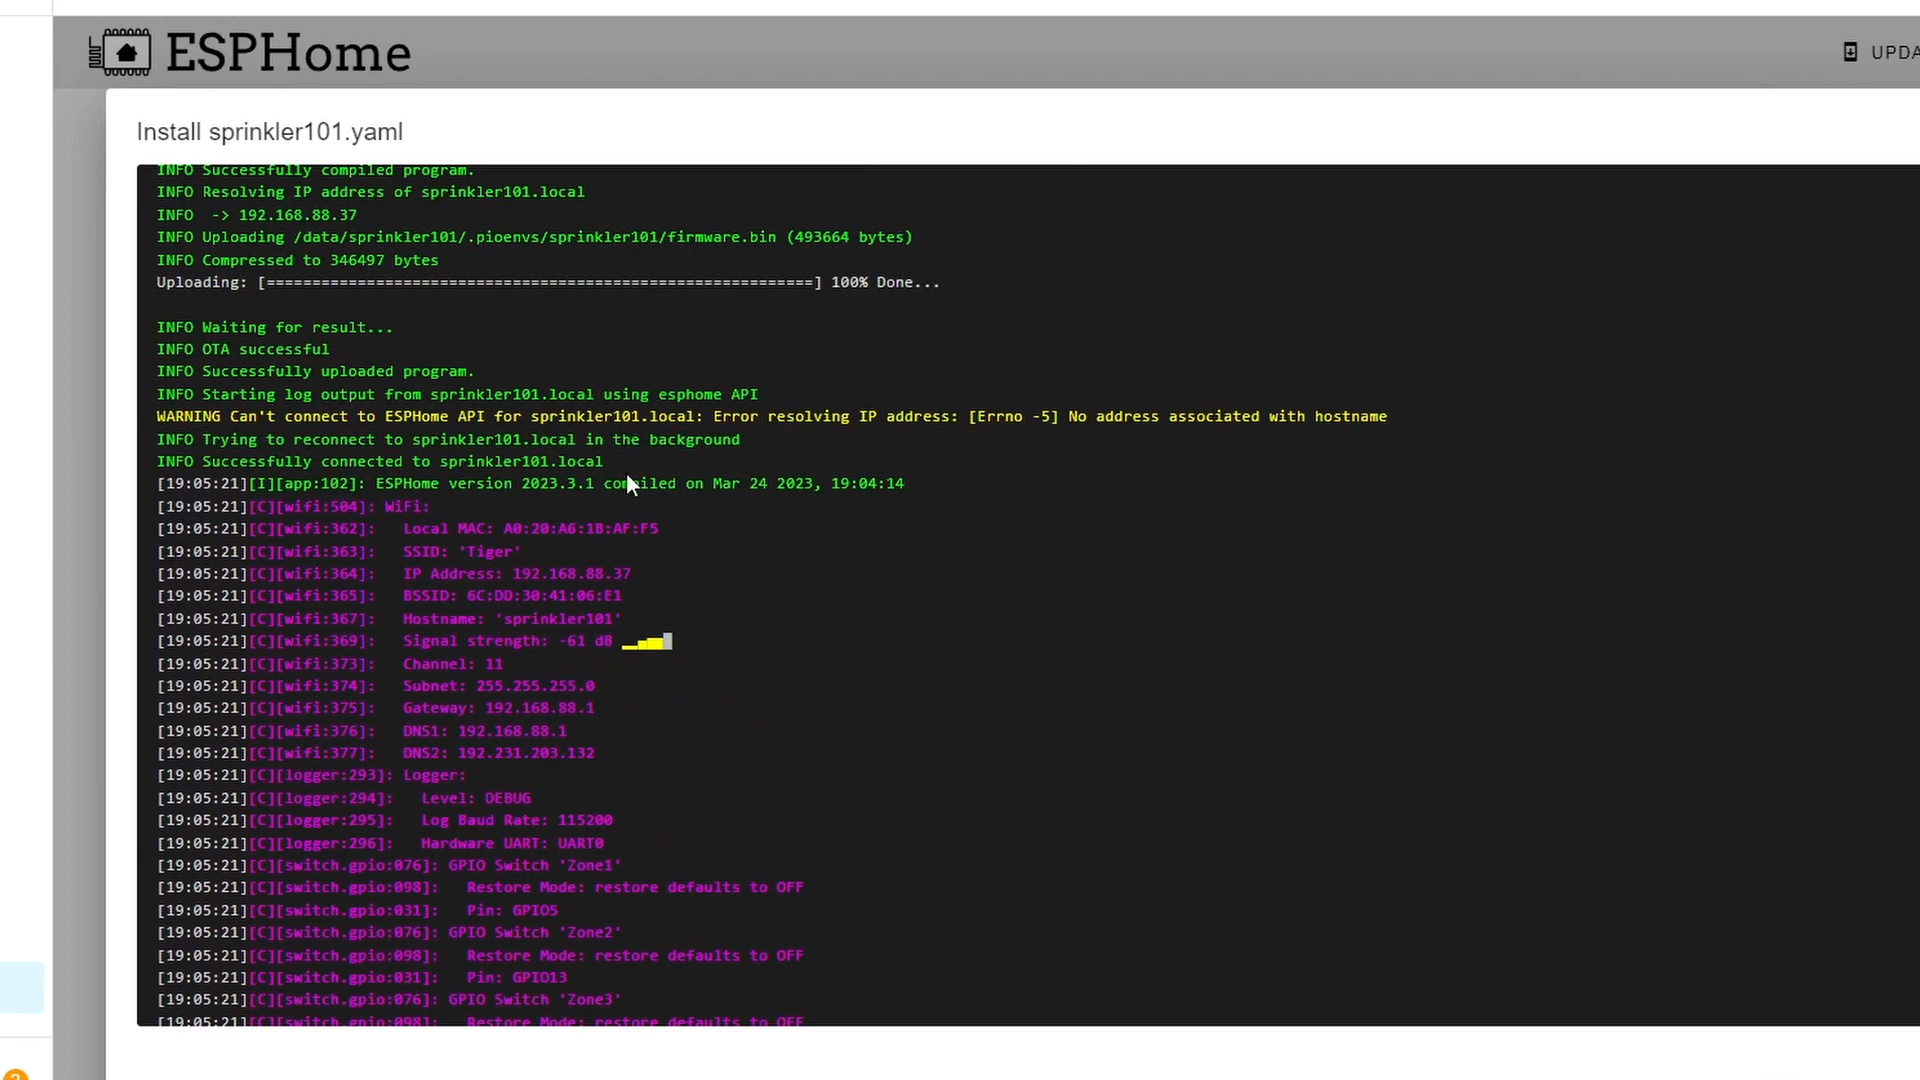 ESPHome
UPDA
Install sprinkler101.yaml
INFO Successfully compiled program.
INFO Resolving IP address of sprinkler101.local
INFO  -> 192.168.88.37
INFO Uploading /data/sprinkler101/.pioenvs/sprinkler101/firmware.bin (493664 bytes)
INFO Compressed to 346497 bytes
Uploading: [============================================================] 100% Done...
INFO Waiting for result...
INFO OTA successful
INFO Successfully uploaded program.
INFO Starting log output from sprinkler101.local using esphome API
WARNING Can't connect to ESPHome API for sprinkler101.local: Error resolving IP address: [Errno -5] No address associated with hostname
INFO Trying to reconnect to sprinkler101.local in the background
INFO Successfully connected to sprinkler101.local
[19:05:21][I][app:102]: ESPHome version 2023.3.1 compiled on Mar 24 2023, 19:04:14
[19:05:21][C][wifi:504]: WiFi:
[19:05:21][C][wifi:362]:   Local MAC: A0:20:A6:1B:AF:F5
[19:05:21][C][wifi:363]:   SSID: 'Tiger'
[19:05:21][C][wifi:364]:   IP Address: 192.168.88.37
[19:05:21][C][wifi:365]:   BSSID: 6C:DD:30:41:06:E1
[19:05:21][C][wifi:367]:   Hostname: 'sprinkler101'
[19:05:21][C][wifi:369]:   Signal strength: -61 dB ▂▄▆█
[19:05:21][C][wifi:373]:   Channel: 11
[19:05:21][C][wifi:374]:   Subnet: 255.255.255.0
[19:05:21][C][wifi:375]:   Gateway: 192.168.88.1
[19:05:21][C][wifi:376]:   DNS1: 192.168.88.1
[19:05:21][C][wifi:377]:   DNS2: 192.231.203.132
[19:05:21][C][logger:293]: Logger:
[19:05:21][C][logger:294]:   Level: DEBUG
[19:05:21][C][logger:295]:   Log Baud Rate: 115200
[19:05:21][C][logger:296]:   Hardware UART: UART0
[19:05:21][C][switch.gpio:076]: GPIO Switch 'Zone1'
[19:05:21][C][switch.gpio:098]:   Restore Mode: restore defaults to OFF
[19:05:21][C][switch.gpio:031]:   Pin: GPIO5
[19:05:21][C][switch.gpio:076]: GPIO Switch 'Zone2'
[19:05:21][C][switch.gpio:098]:   Restore Mode: restore defaults to OFF
[19:05:21][C][switch.gpio:031]:   Pin: GPIO13
[19:05:21][C][switch.gpio:076]: GPIO Switch 'Zone3'
[19:05:21][C][switch.gpio:098]:   Restore Mode: restore defaults to OFF